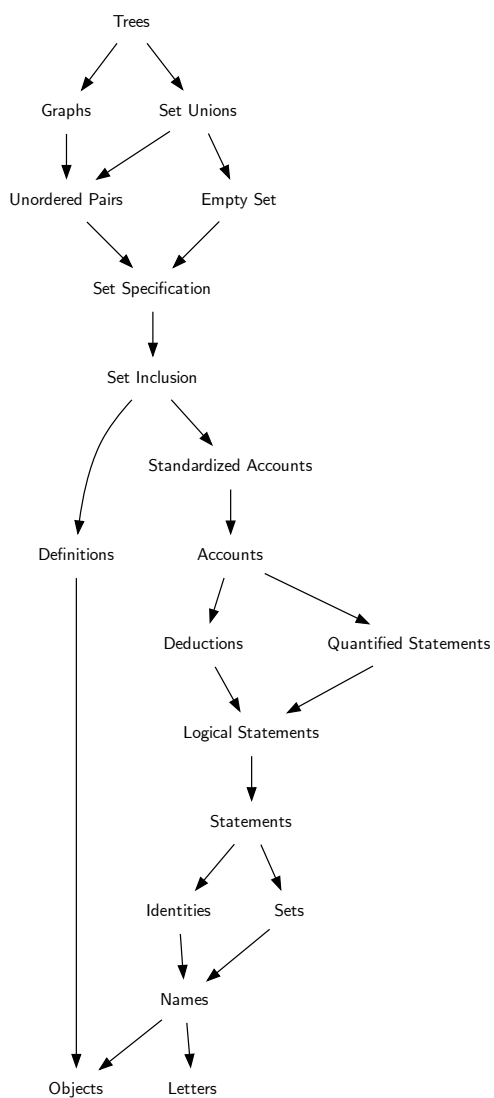 Trees
Graphs
Set Unions
Unordered Pairs
Empty Set
Set Specification
Set Inclusion
Standardized Accounts
Definitions
Accounts
Deductions
Quantified Statements
Logical Statements
Statements
Identities
Sets
Names
Objects
Letters